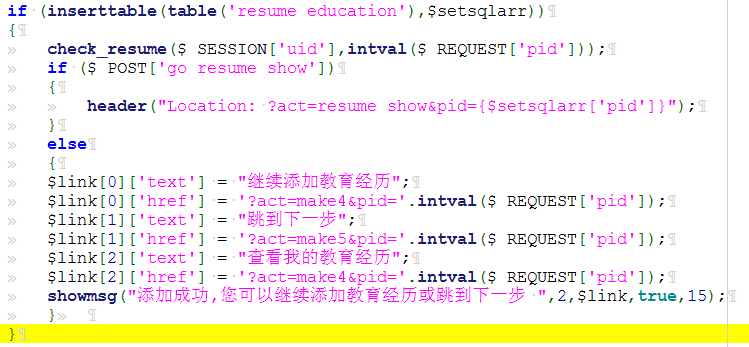 if (inserttable(table('resume education'),$setsqlarr))¶
{¶
» check_resume($ SESSION['uid'],intval($ REQUEST['pid']));¶
» if ($ POST['go resume show'])¶
» {¶
» » header("Location: ?act=resume show&pid={$setsqlarr['pid']}");¶
» }¶
» else¶
» {¶
» $link[0]['text'] = "继续添加教育经历";¶
» $link[0]['href'] = '?act=make4&pid='.intval($ REQUEST['pid']);¶
» $link[1]['text'] = "跳到下一步";¶
» $link[1]['href'] = '?act=make5&pid='.intval($ REQUEST['pid']);¶
» $link[2]['text'] = "查看我的教育经历";¶
» $link[2]['href'] = '?act=make4&pid='.intval($ REQUEST['pid']);¶
» showmsg("添加成功,您可以继续添加教育经历或跳到下一步 ",2,$link,true,15);¶
» }» ¶
}¶